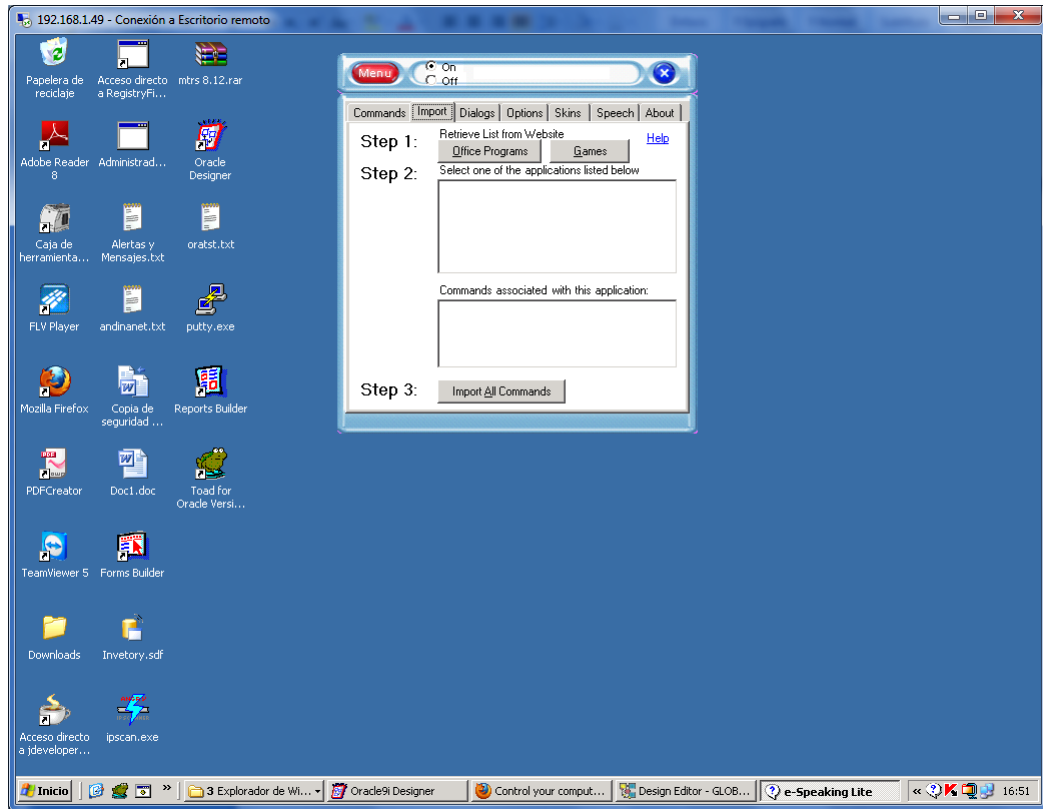 192.168.1.49 - Conexión a Escritorio remoto
Papelera de
reciclaje
Acceso directo
a RegistryFi...
mtrs 8.12.rar
Adobe Reader
8
Administrad...
Oracle
Designer
Caja de
herramienta...
Alertas y
Mensajes.txt
oratst.txt
FLV Player
andinanet.txt
putty.exe
Mozilla Firefox
Copia de
seguridad ...
Reports Builder
PDFCreator
Doc1.doc
Toad for
Oracle Versi...
TeamViewer 5
Forms Builder
Downloads
Invetory.sdf
Acceso directo
a jdeveloper...
ipscan.exe
Menu
On
Off
Commands Import Dialogs Options Skins Speech About
Step 1:
Retrieve List from Website
Help
Office Programs Games
Step 2:
Select one of the applications listed below
Commands associated with this application:
Step 3:
Import All Commands
Inicio » 3 Explorador de Wi... Oracle9i Designer Control your comput... Design Editor - GLOB... e-Speaking Lite « 16:51